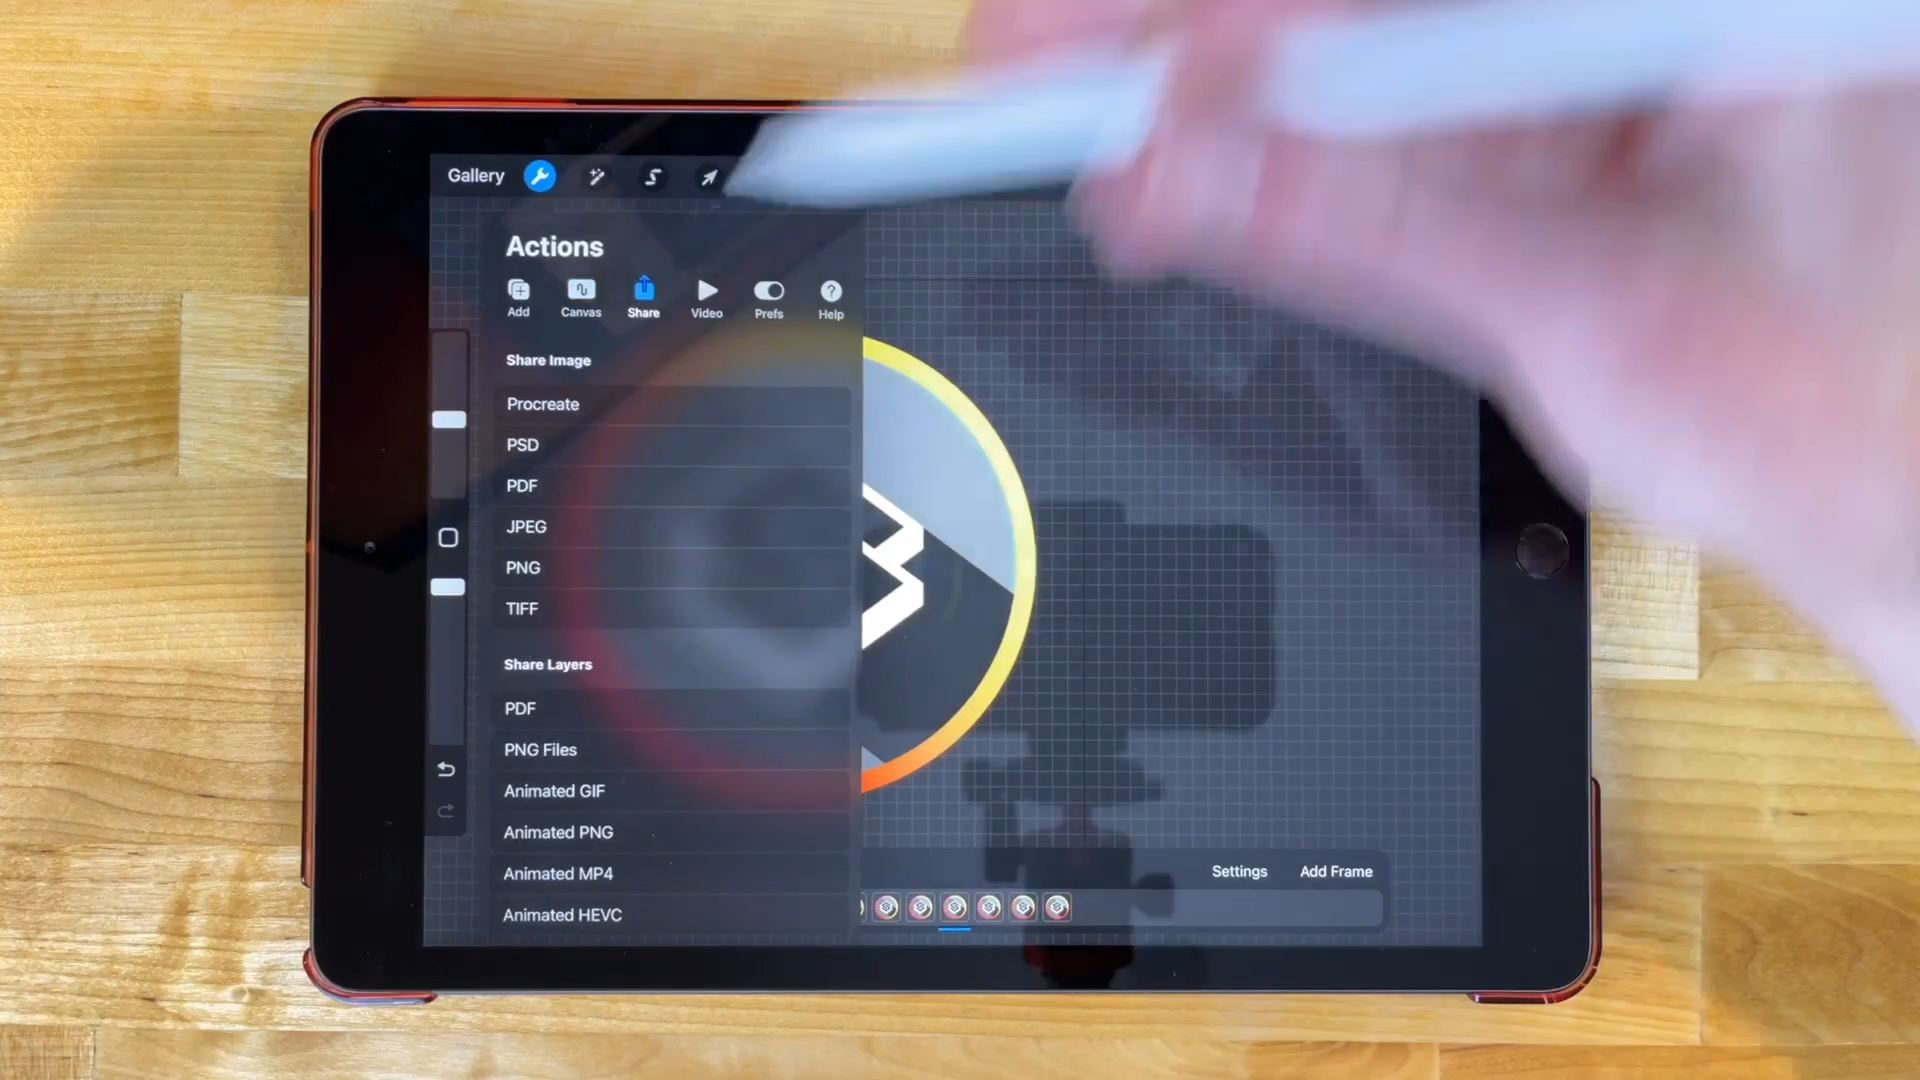 Gallery
Actions
Add Canvas Share Video Prefs Help
Share Image
Procreate
PSD
PDF
JPEG
PNG
TIFF
Share Layers
PDF
PNG Files
Animated GIF
Animated PNG
Animated MP4
Animated HEVC
Settings Add Frame